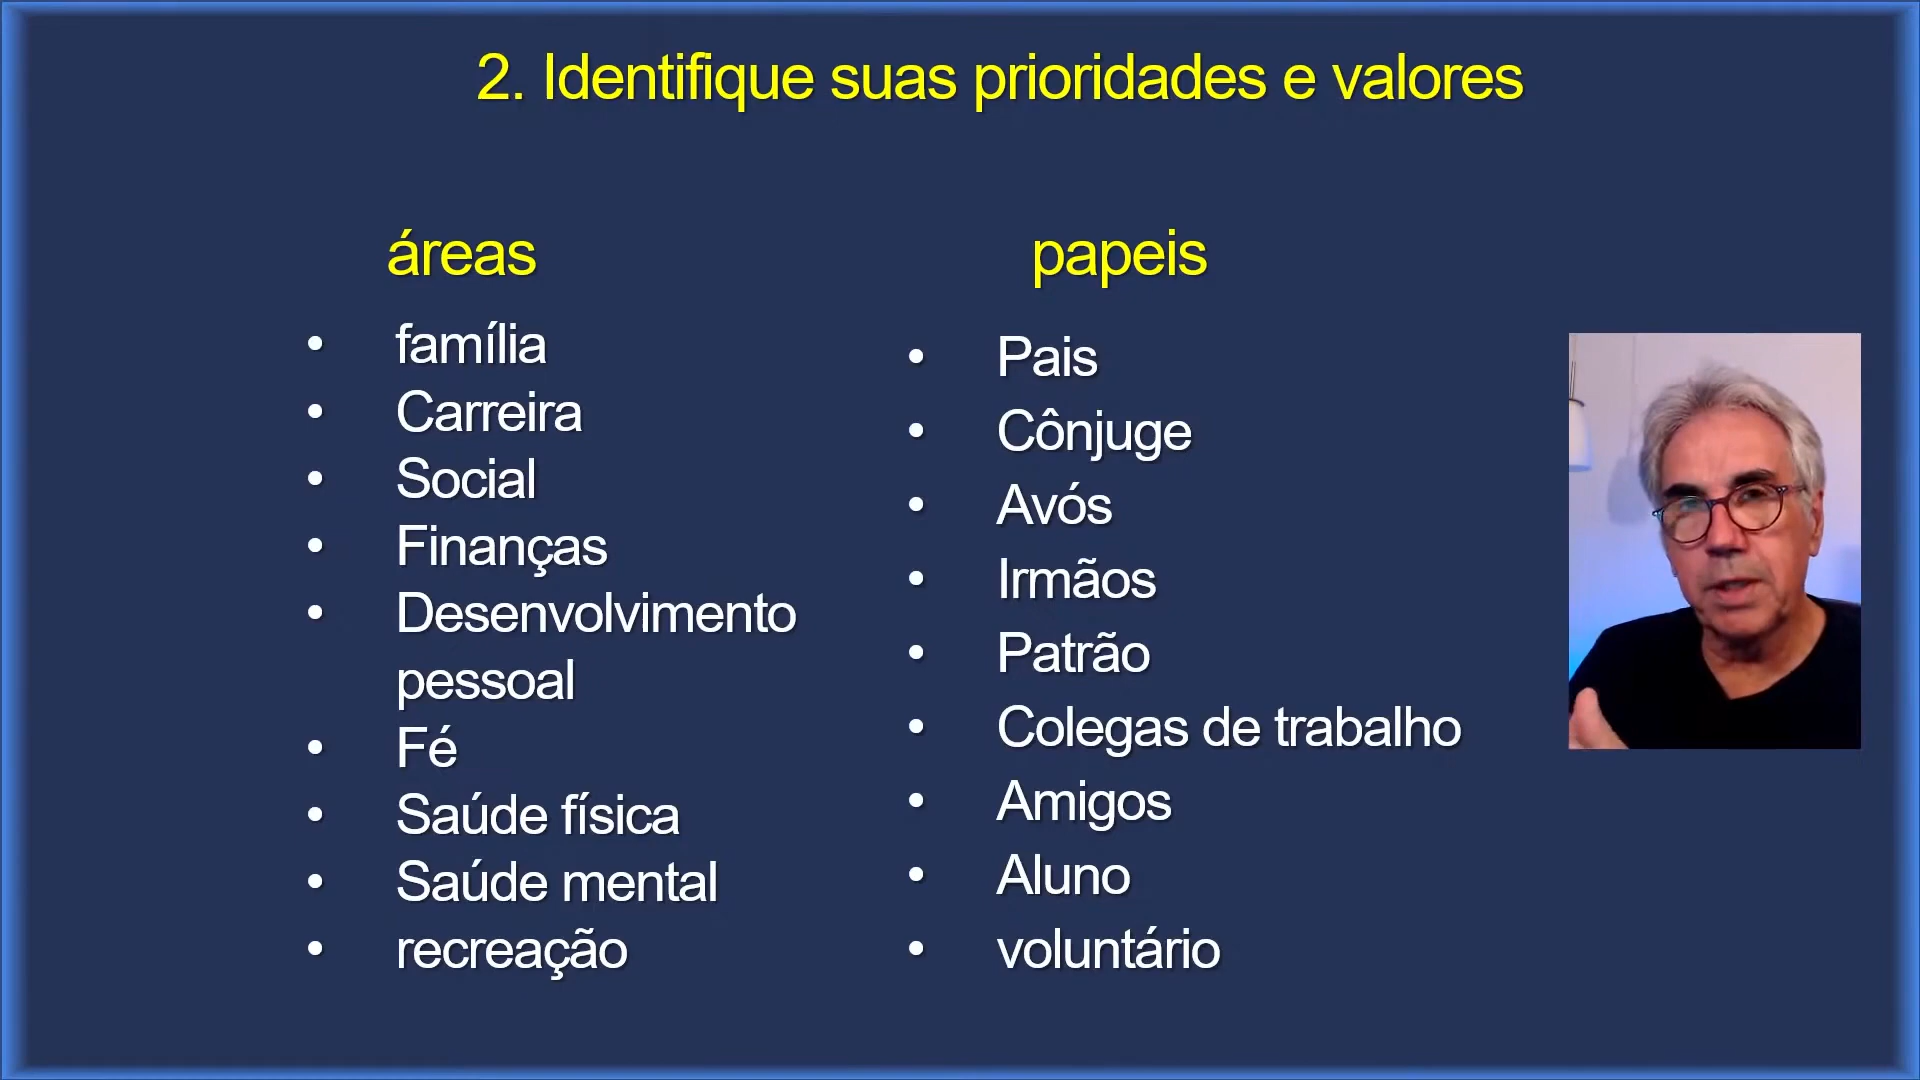 2. Identifique suas prioridades e valores
áreas
família
Carreira
Social
Finanças
Desenvolvimento
pessoal
Fé
Saúde física
Saúde mental
recreação
papeis
Pais
Cônjuge
Avós
Irmãos
Patrão
Colegas de trabalho
Amigos
Aluno
voluntário